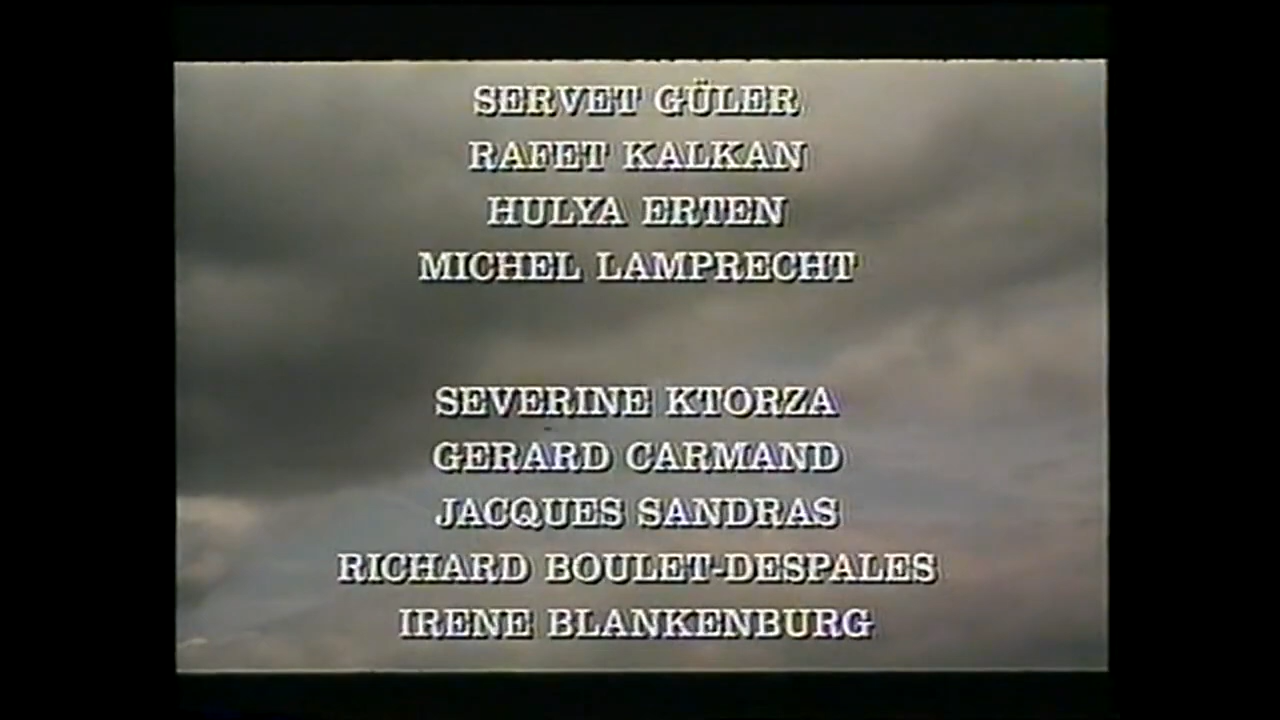 SERVET GÜLER
RAFET KALKAN
HULYA ERTEN
MICHEL LAMPRECHT
SEVERINE KTORZA
GERARD CARMAND
JACQUES SANDRAS
RICHARD BOULET-DESPALES
IRENE BLANKENBURG